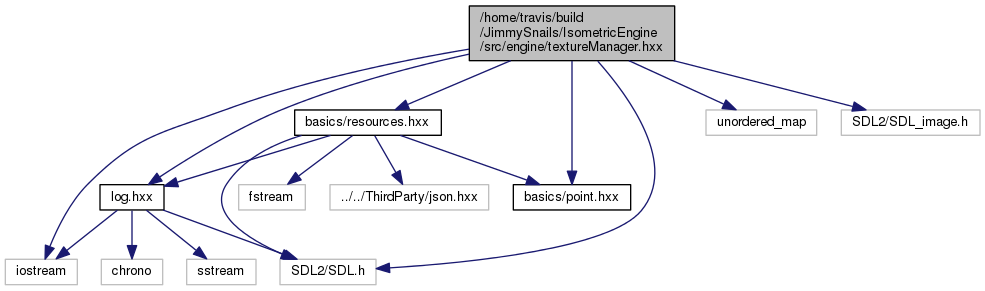 /home/travis/build
/JimmySnails/IsometricEngine
/src/engine/textureManager.hxx
basics/resources.hxx
unordered_map
SDL2/SDL_image.h
log.hxx
fstream
../../ThirdParty/json.hxx
basics/point.hxx
iostream
chrono
sstream
SDL2/SDL.h